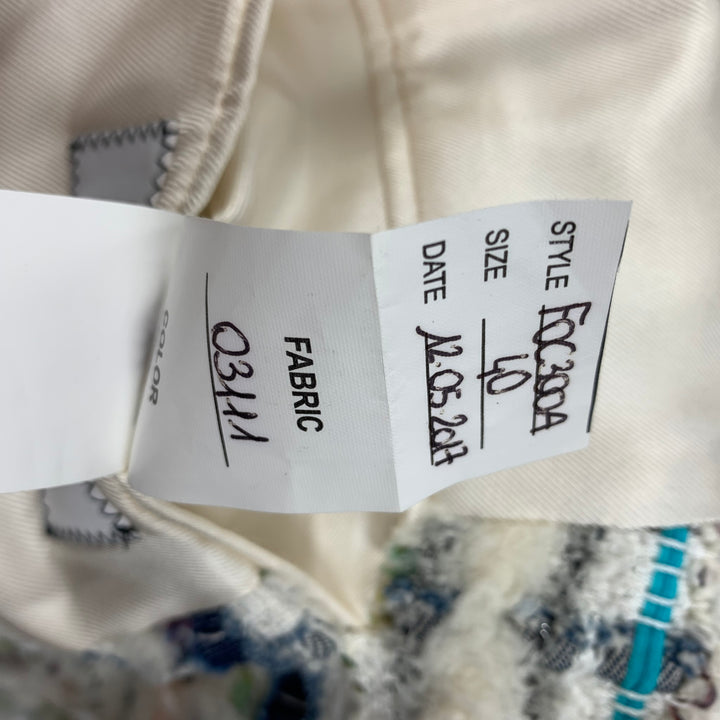 STYLE FOC300A
SIZE 40
DATE 12.05.2017
FABRIC
03111
COLOR